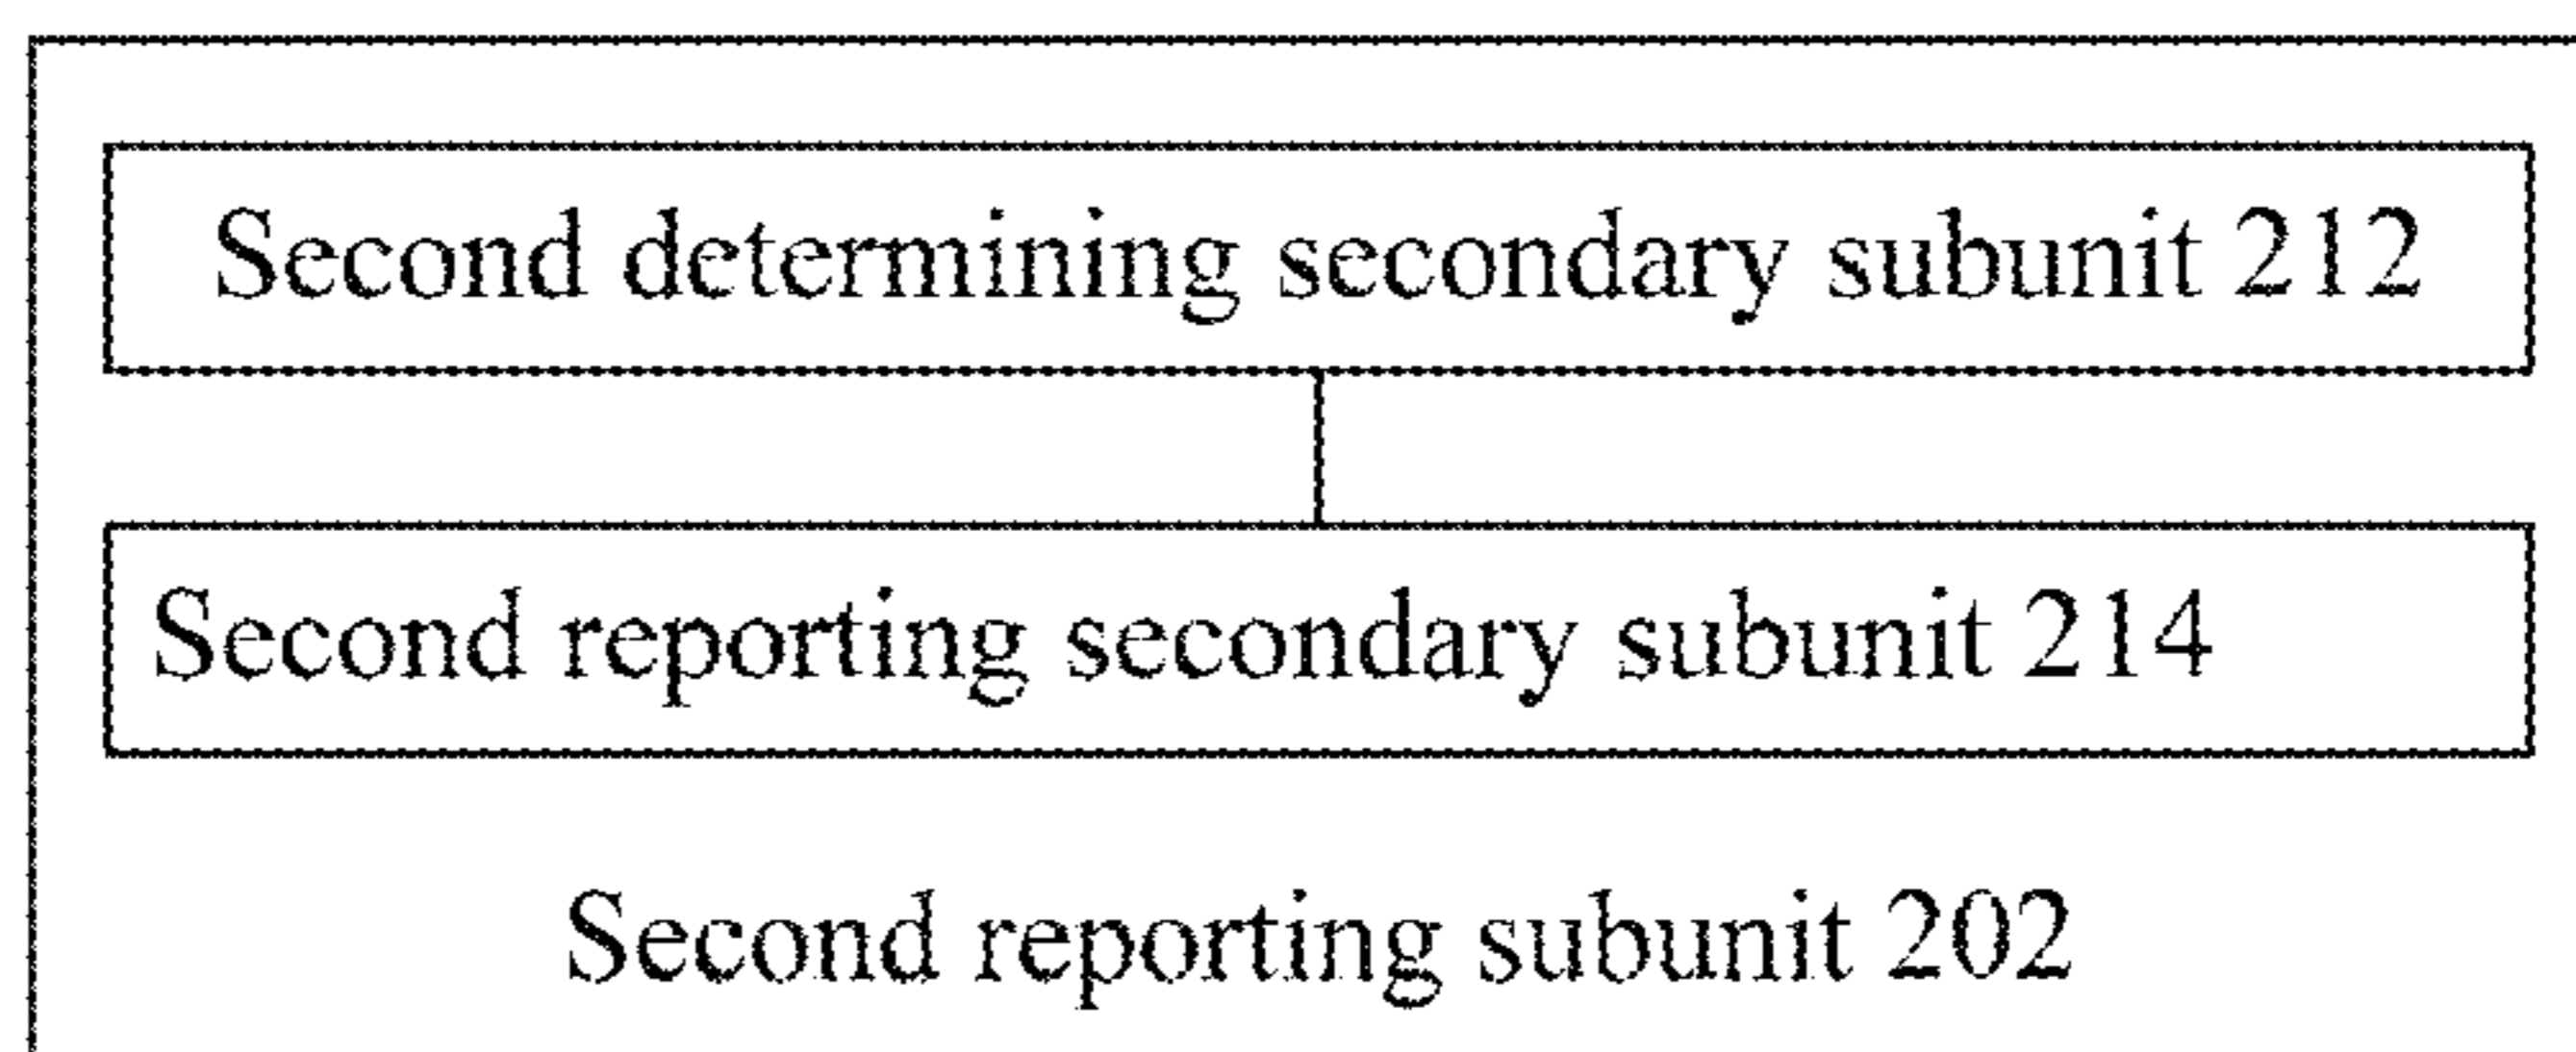 Second determining secondary subunit 212
Second reporting secondary subunit 214
Second reporting subunit 202